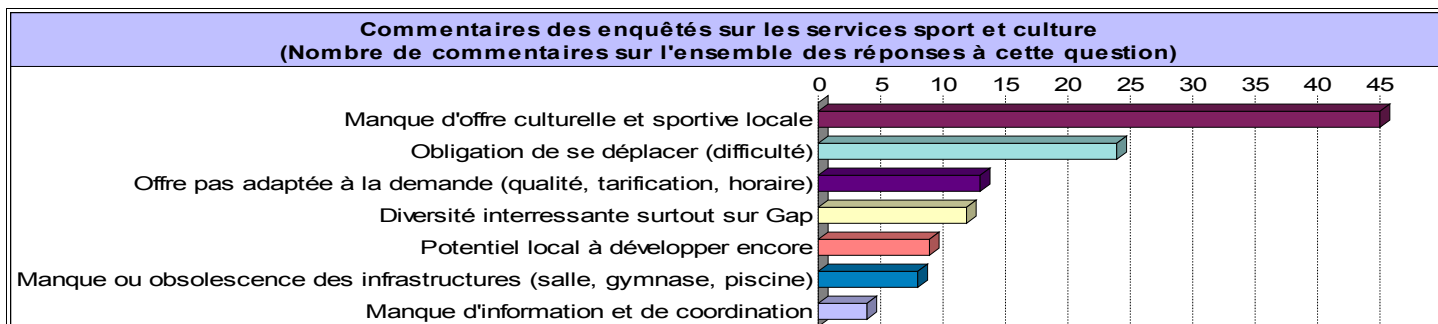 Commentaires des enquêtés sur les services sport et culture
(Nombre de commentaires sur l'ensemble des réponses à cette question)
0 5 10 15 20 25 30 35 40 45
Manque d'offre culturelle et sportive locale
Obligation de se déplacer (difficulté)
Offre pas adaptée à la demande (qualité, tarification, horaire)
Diversité interressante surtout sur Gap
Potentiel local à développer encore
Manque ou obsolescence des infrastructures (salle, gymnase, piscine)
Manque d'information et de coordination